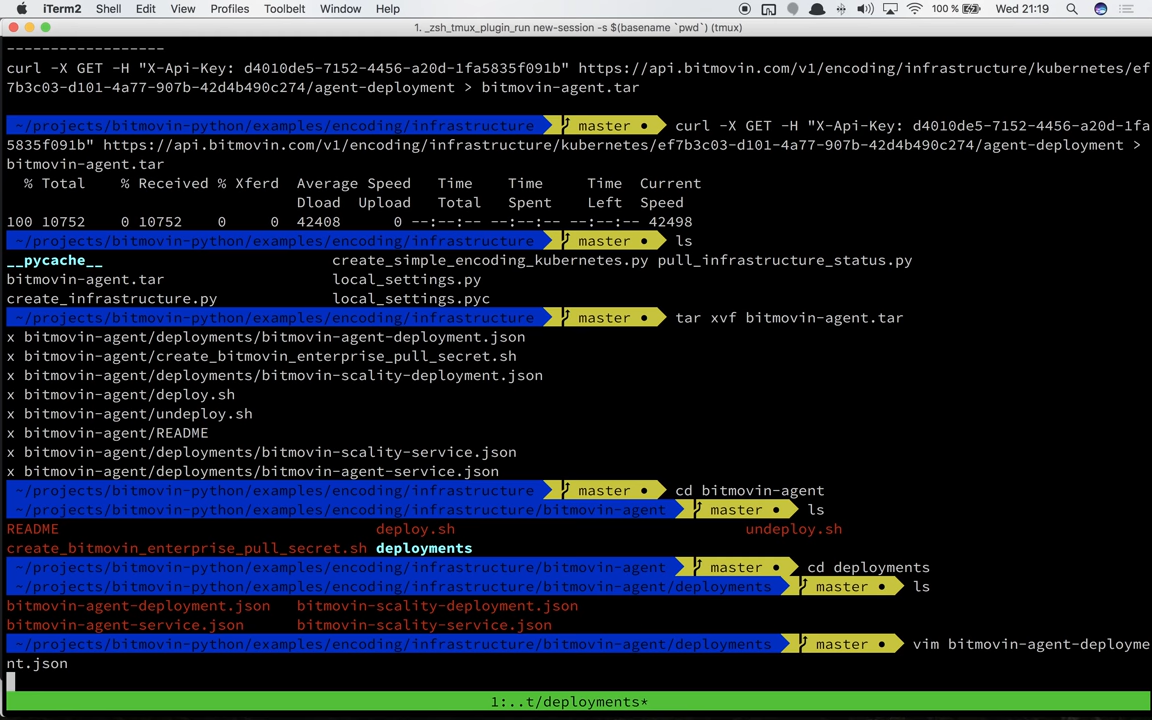 iTerm2 Shell Edit View Profiles Toolbelt Window Help 100 % Wed 21:19
1. _zsh_tmux_plugin_run new-session -s $(basename `pwd`) (tmux)
------------------
curl -X GET -H "X-Api-Key: d4010de5-7152-4456-a20d-1fa5835f091b" https://api.bitmovin.com/v1/encoding/infrastructure/kubernetes/ef
7b3c03-d101-4a77-907b-42d4b490c274/agent-deployment > bitmovin-agent.tar
~/projects/bitmovin-python/examples/encoding/infrastructure master ● curl -X GET -H "X-Api-Key: d4010de5-7152-4456-a20d-1fa
5835f091b" https://api.bitmovin.com/v1/encoding/infrastructure/kubernetes/ef7b3c03-d101-4a77-907b-42d4b490c274/agent-deployment >
bitmovin-agent.tar
% Total % Received % Xferd Average Speed Time Time Time Current
Dload Upload Total Spent Left Speed
100 10752 0 10752 0 0 42408 0 --:--:-- --:--:-- --:--:-- 42498
~/projects/bitmovin-python/examples/encoding/infrastructure master ● ls
__pycache__ create_simple_encoding_kubernetes.py pull_infrastructure_status.py
bitmovin-agent.tar local_settings.py
create_infrastructure.py local_settings.pyc
~/projects/bitmovin-python/examples/encoding/infrastructure master ● tar xvf bitmovin-agent.tar
x bitmovin-agent/deployments/bitmovin-agent-deployment.json
x bitmovin-agent/create_bitmovin_enterprise_pull_secret.sh
x bitmovin-agent/deployments/bitmovin-scality-deployment.json
x bitmovin-agent/deploy.sh
x bitmovin-agent/undeploy.sh
x bitmovin-agent/README
x bitmovin-agent/deployments/bitmovin-scality-service.json
x bitmovin-agent/deployments/bitmovin-agent-service.json
~/projects/bitmovin-python/examples/encoding/infrastructure master ● cd bitmovin-agent
~/projects/bitmovin-python/examples/encoding/infrastructure/bitmovin-agent master ● ls
README deploy.sh undeploy.sh
create_bitmovin_enterprise_pull_secret.sh deployments
~/projects/bitmovin-python/examples/encoding/infrastructure/bitmovin-agent master ● cd deployments
~/projects/bitmovin-python/examples/encoding/infrastructure/bitmovin-agent/deployments master ● ls
bitmovin-agent-deployment.json bitmovin-scality-deployment.json
bitmovin-agent-service.json bitmovin-scality-service.json
~/projects/bitmovin-python/examples/encoding/infrastructure/bitmovin-agent/deployments master ● vim bitmovin-agent-deployme
nt.json
1:..t/deployments*